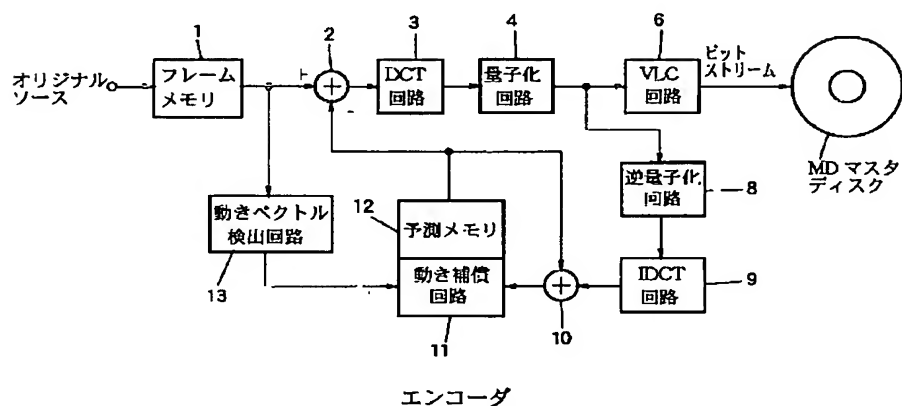 1
2
3
4
6
オリジナル
ソース
フレーム
メモリ
+
-
DCT
回路
量子化
回路
VLC
回路
ビット
ストリーム
MD マスタ
ディスク
動きベクトル
検出回路
13
12
予測メモリ
動き補償
回路
11
10
逆量子化
回路
8
IDCT
回路
9
エンコーダ